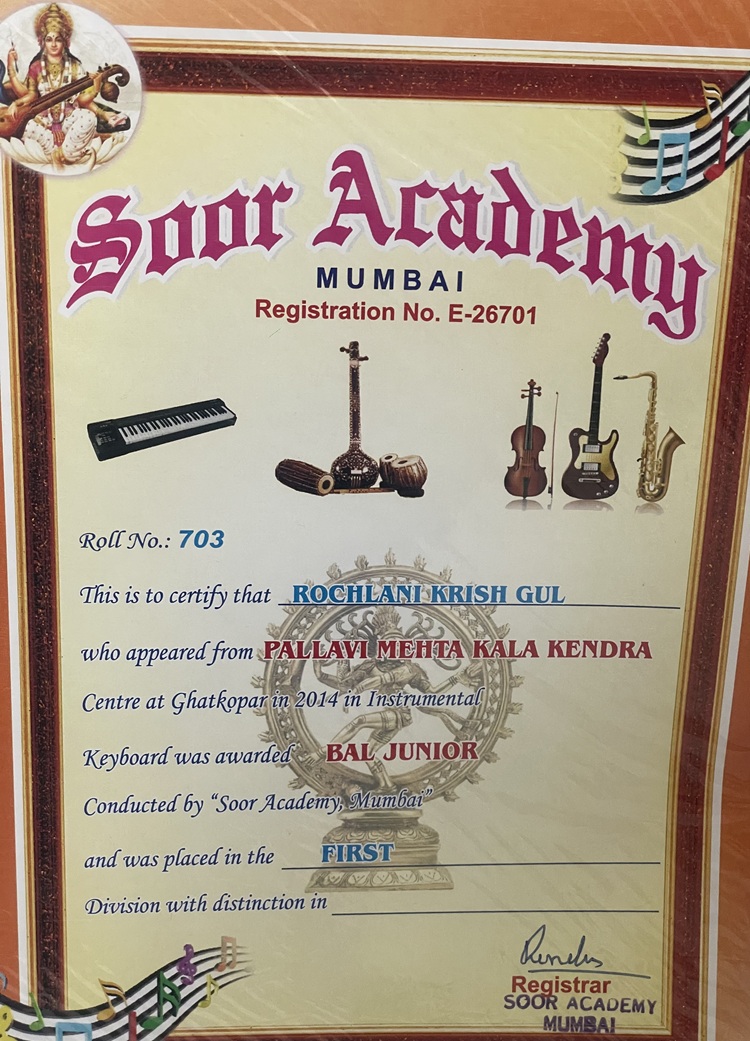 Soor Academy
MUMBAI
Registration No. E-26701
Roll No.: 703
This is to certify that ROCHLANI KRISH GUL
who appeared from PALLAVI MEHTA KALA KENDRA
Centre at Ghatkopar in 2014 in Instrumental
Keyboard was awarded BAL JUNIOR
Conducted by "Soor Academy, Mumbai"
and was placed in the FIRST
Division with distinction in
Registrar
SOOR ACADEMY
MUMBAI